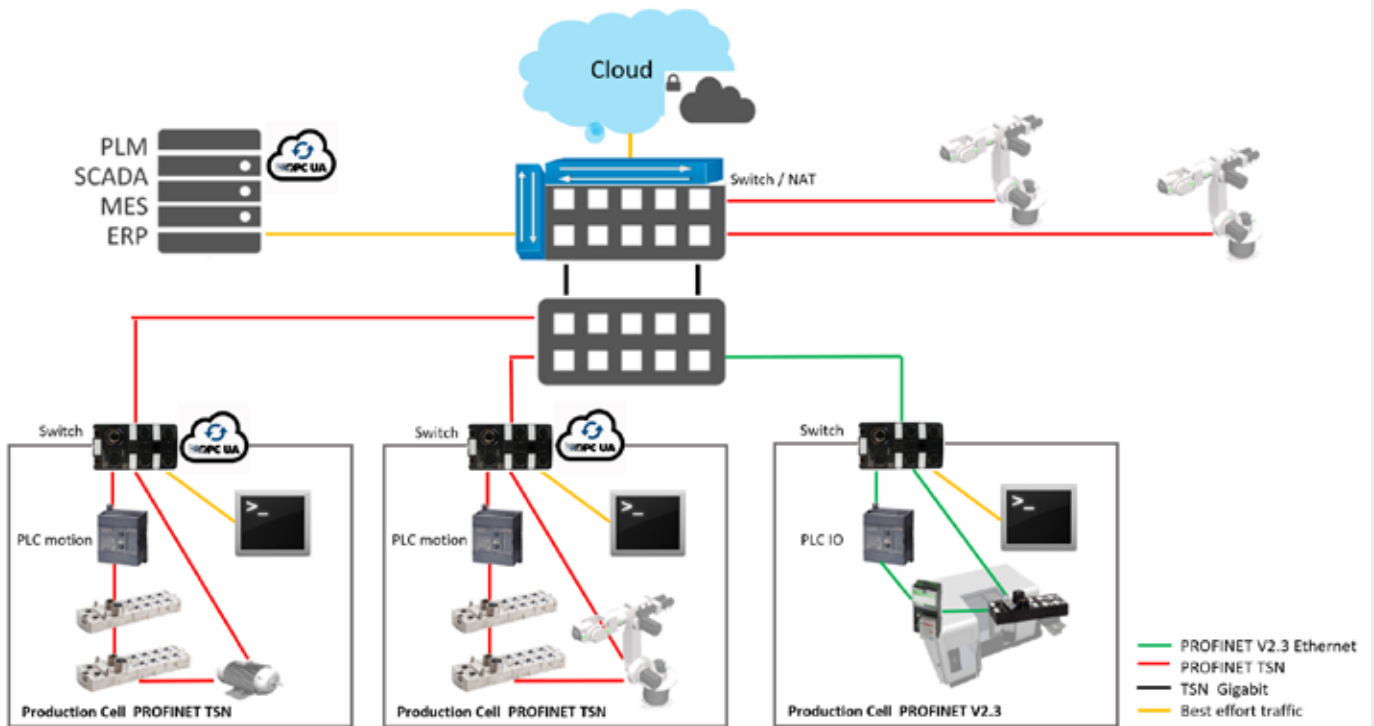 Cloud
PLM
SCADA
MES
ERP
OPC UA
Switch / NAT
Switch
OPC UA
Switch
OPC UA
Switch
>_
>_
>_
PLC motion
PLC motion
PLC IO
Production Cell PROFINET TSN
Production Cell PROFINET TSN
Production Cell PROFINET V2.3
PROFINET V2.3 Ethernet
PROFINET TSN
TSN Gigabit
Best effort traffic